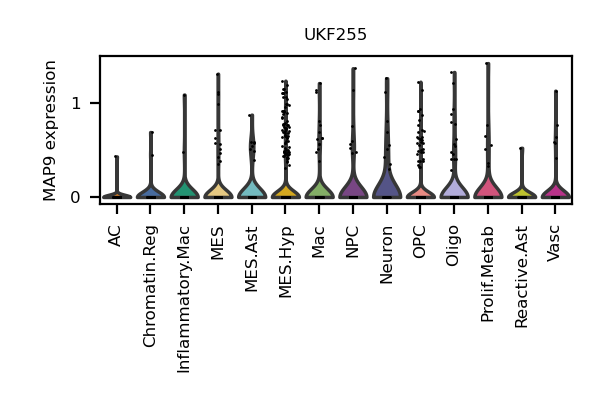 UKF255
MAP9 expression
1
0
AC
Chromatin.Reg
Inflammatory.Mac
MES
MES.Ast
MES.Hyp
Mac
NPC
Neuron
OPC
Oligo
Prolif.Metab
Reactive.Ast
Vasc